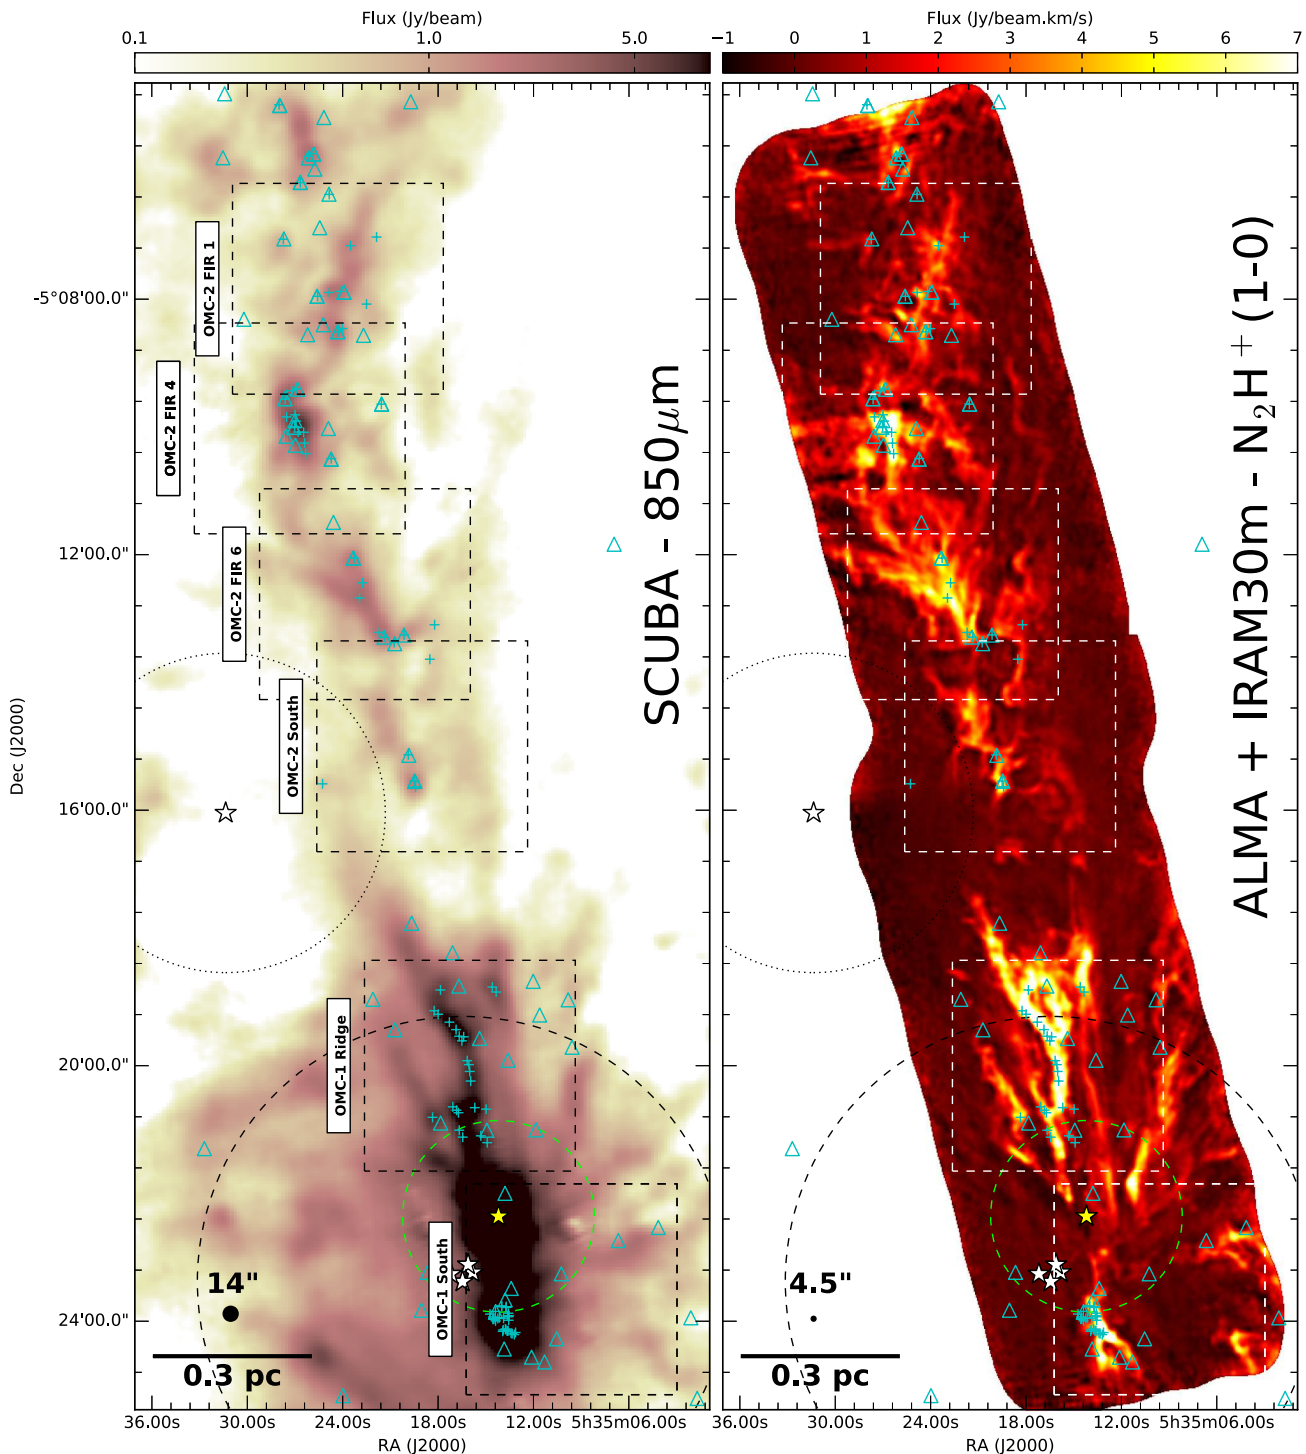 Flux (Jy/beam)
0.1 1.0 5.0
Flux (Jy/beam.km/s)
−1 0 1 2 3 4 5 6 7
OMC-2 FIR 1
-5°08'00.0"
OMC-2 FIR 4
12'00.0"
OMC-2 FIR 6
OMC-2 South
16'00.0"
Dec (J2000)
OMC-1 Ridge
20'00.0"
OMC-1 South
24'00.0"
SCUBA - 850μm
14"
0.3 pc
36.00s 30.00s 24.00s 18.00s 12.00s 5h35m06.00s
RA (J2000)
ALMA + IRAM30m - N₂H⁺ (1-0)
4.5"
0.3 pc
36.00s 30.00s 24.00s 18.00s 12.00s 5h35m06.00s
RA (J2000)